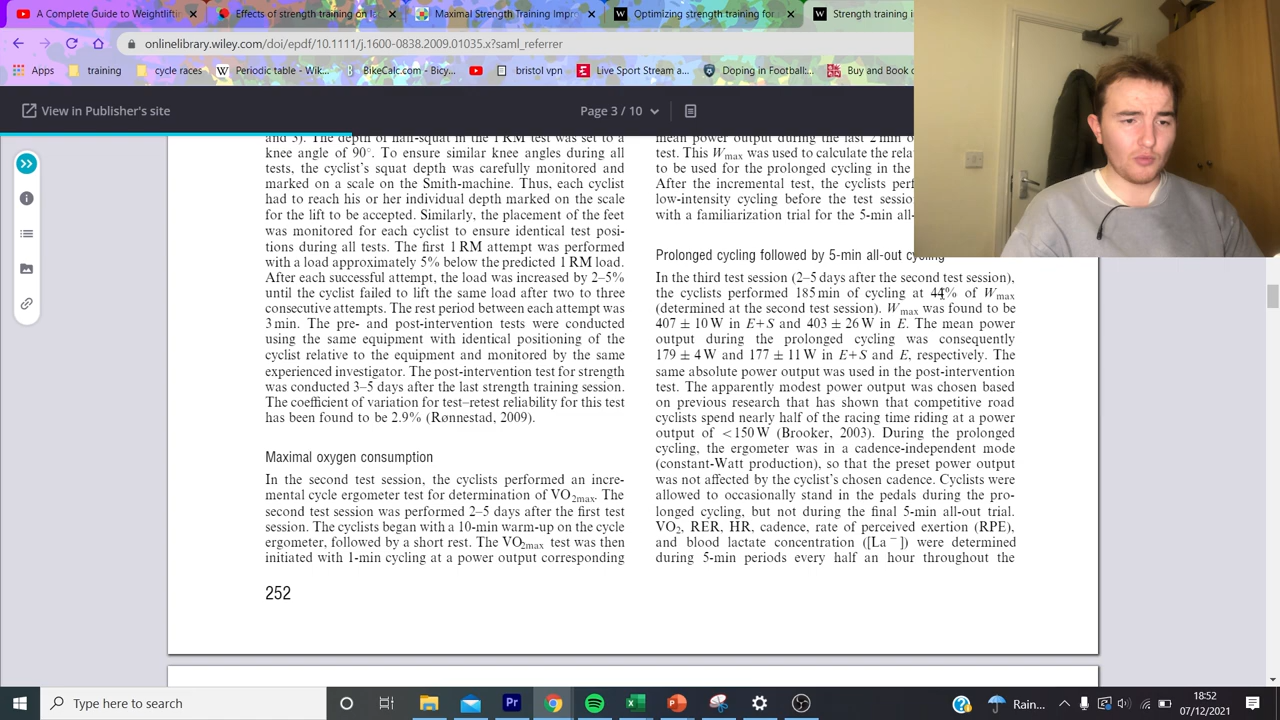 A Complete Guide to Weightlifti
Effects of strength training on
Maximal Strength Training Impro
Optimizing strength training for
Strength training i
onlinelibrary.wiley.com/doi/epdf/10.1111/j.1600-0838.2009.01035.x?saml_referrer
Apps
training
cycle races
Periodic table - Wik...
BikeCalc.com - Bicy...
bristol vpn
Live Sport Stream a...
Doping in Football:...
Buy and Book
View in Publisher's site
Page 3 / 10
and 3). The depth of half-squat in the 1 RM test was set to a
knee angle of 90°. To ensure similar knee angles during all
tests, the cyclist's squat depth was carefully monitored and
marked on a scale on the Smith-machine. Thus, each cyclist
had to reach his or her individual depth marked on the scale
for the lift to be accepted. Similarly, the placement of the feet
was monitored for each cyclist to ensure identical test posi-
tions during all tests. The first 1 RM attempt was performed
with a load approximately 5% below the predicted 1 RM load.
After each successful attempt, the load was increased by 2–5%
until the cyclist failed to lift the same load after two to three
consecutive attempts. The rest period between each attempt was
3 min. The pre- and post-intervention tests were conducted
using the same equipment with identical positioning of the
cyclist relative to the equipment and monitored by the same
experienced investigator. The post-intervention test for strength
was conducted 3–5 days after the last strength training session.
The coefficient of variation for test–retest reliability for this test
has been found to be 2.9% (Rønnestad, 2009).
Maximal oxygen consumption
In the second test session, the cyclists performed an incre-
mental cycle ergometer test for determination of VO2max. The
second test session was performed 2–5 days after the first test
session. The cyclists began with a 10-min warm-up on the cycle
ergometer, followed by a short rest. The VO2max test was then
initiated with 1-min cycling at a power output corresponding
252
mean power output during the last 2 min o
test. This Wmax was used to calculate the rela
to be used for the prolonged cycling in the
After the incremental test, the cyclists perf
low-intensity cycling before the test sessio
with a familiarization trial for the 5-min all-
Prolonged cycling followed by 5-min all-out cycling
In the third test session (2–5 days after the second test session),
the cyclists performed 185 min of cycling at 44% of Wmax
(determined at the second test session). Wmax was found to be
407 ± 10 W in E+S and 403 ± 26 W in E. The mean power
output during the prolonged cycling was consequently
179 ± 4 W and 177 ± 11 W in E+S and E, respectively. The
same absolute power output was used in the post-intervention
test. The apparently modest power output was chosen based
on previous research that has shown that competitive road
cyclists spend nearly half of the racing time riding at a power
output of <150 W (Brooker, 2003). During the prolonged
cycling, the ergometer was in a cadence-independent mode
(constant-Watt production), so that the preset power output
was not affected by the cyclist's chosen cadence. Cyclists were
allowed to occasionally stand in the pedals during the pro-
longed cycling, but not during the final 5-min all-out trial.
VO2, RER, HR, cadence, rate of perceived exertion (RPE),
and blood lactate concentration ([La−]) were determined
during 5-min periods every half an hour throughout the
Type here to search
Rain...
18:52
07/12/2021